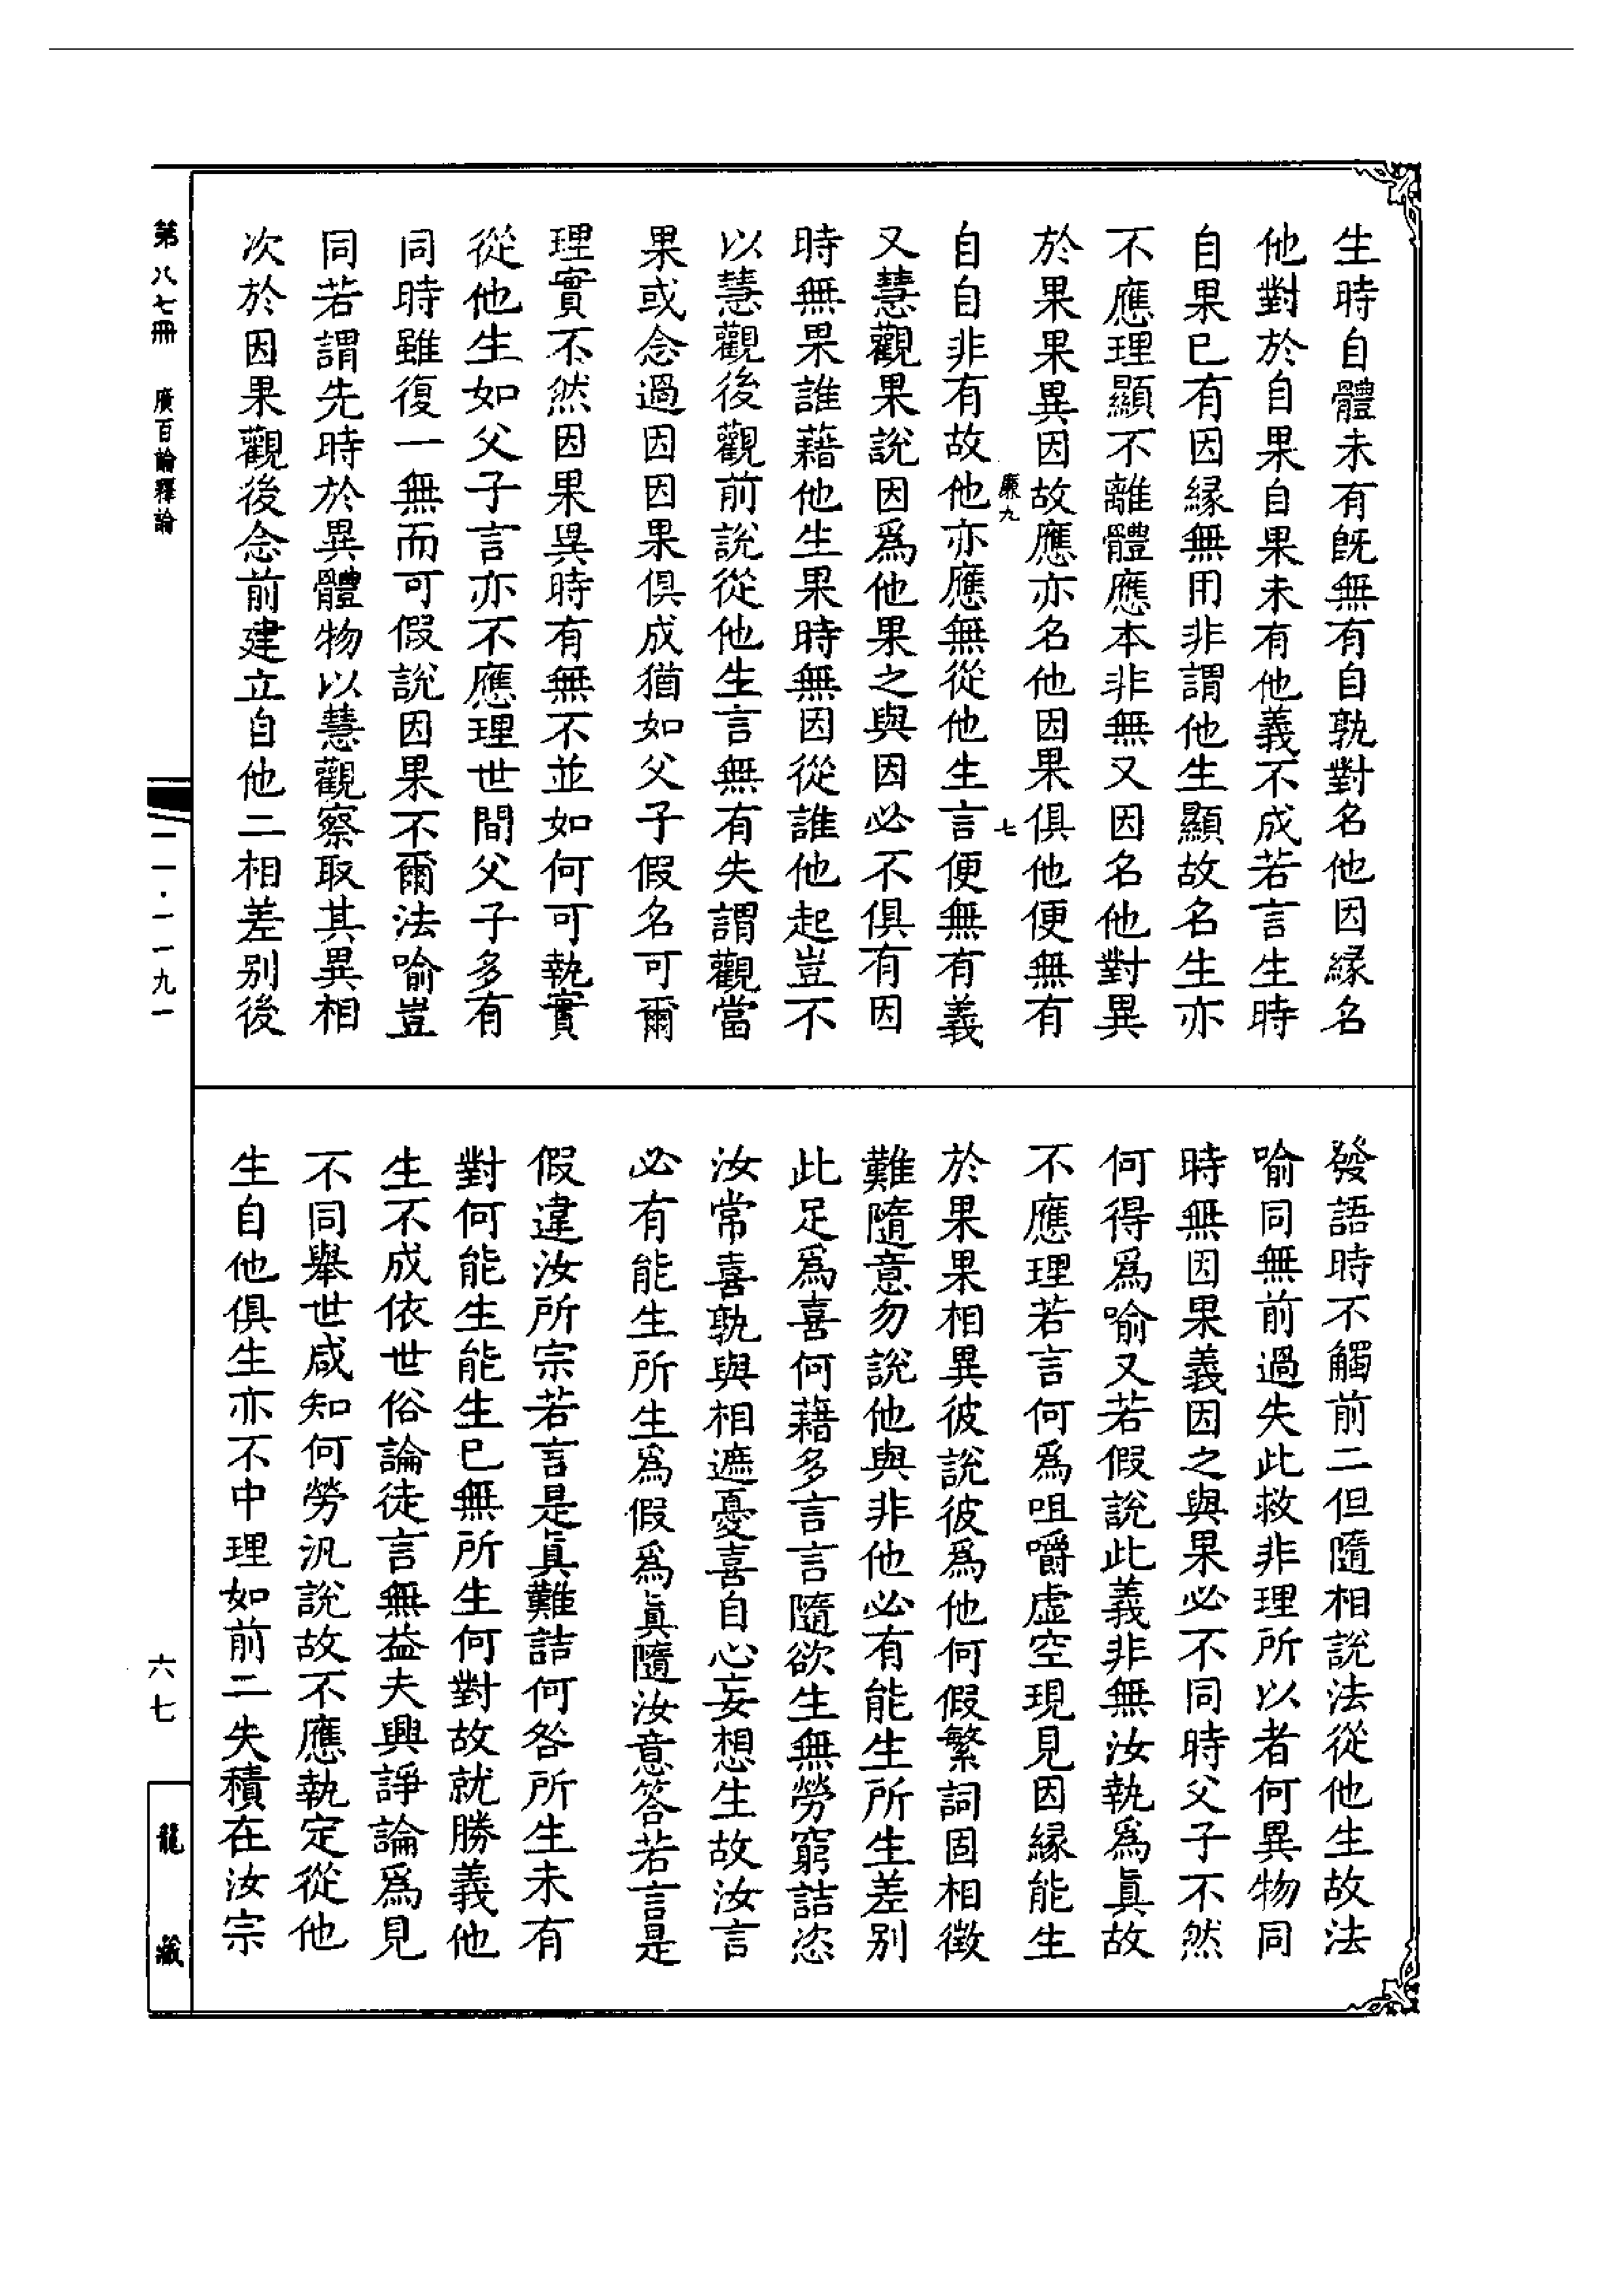 生時自體未有旣無有自孰對名他因緣名
他對於自果自果未有他義不成若言生時
自果已有因緣無用非謂他生顯故名生亦
不應理顯不離體應本非無又因名他對異
於果果異因故應亦名他因果俱他便無有
廉九 七
自自非有故他亦應無從他生言便無有義
又慧觀果說因爲他果之與因必不俱有因
時無果誰藉他生果時無因從誰他起豈不
以慧觀後觀前說從他生言無有失謂觀當
果或念過因因果俱成猶如父子假名可爾
理實不然因果異時有無不並如何可執實
從他生如父子言亦不應理世間父子多有
同時雖復一無而可假說因果不爾法喻豈
同若謂先時於異體物以慧觀察取其異相
次於因果觀後念前建立自他二相差别後
發語時不觸前二但隨相說法從他生故法
喻同無前過失此救非理所以者何異物同
時無因果義因之與果必不同時父子不然
何得爲喻又若假說此義非無汝執爲眞故
不應理若言何爲咀嚼虛空現見因緣能生
於果果相異彼說彼爲他何假繁詞固相徵
難隨意勿說他與非他必有能生所生差别
此足爲喜何藉多言言隨欲生無勞窮詰恣
汝常喜孰與相遮憂喜自心妄想生故汝言
必有能生所生爲假爲眞隨汝意答若言是
假違汝所宗若言是眞難詰何咎所生未有
對何能生能生已無所生何對故就勝義他
生不成依世俗論徒言無益夫興諍論爲見
不同舉世咸知何勞汎說故不應執定從他
生自他俱生亦不中理如前二失積在汝宗
第八七冊 廣百論釋論
一一·一一九一
六七
龍藏